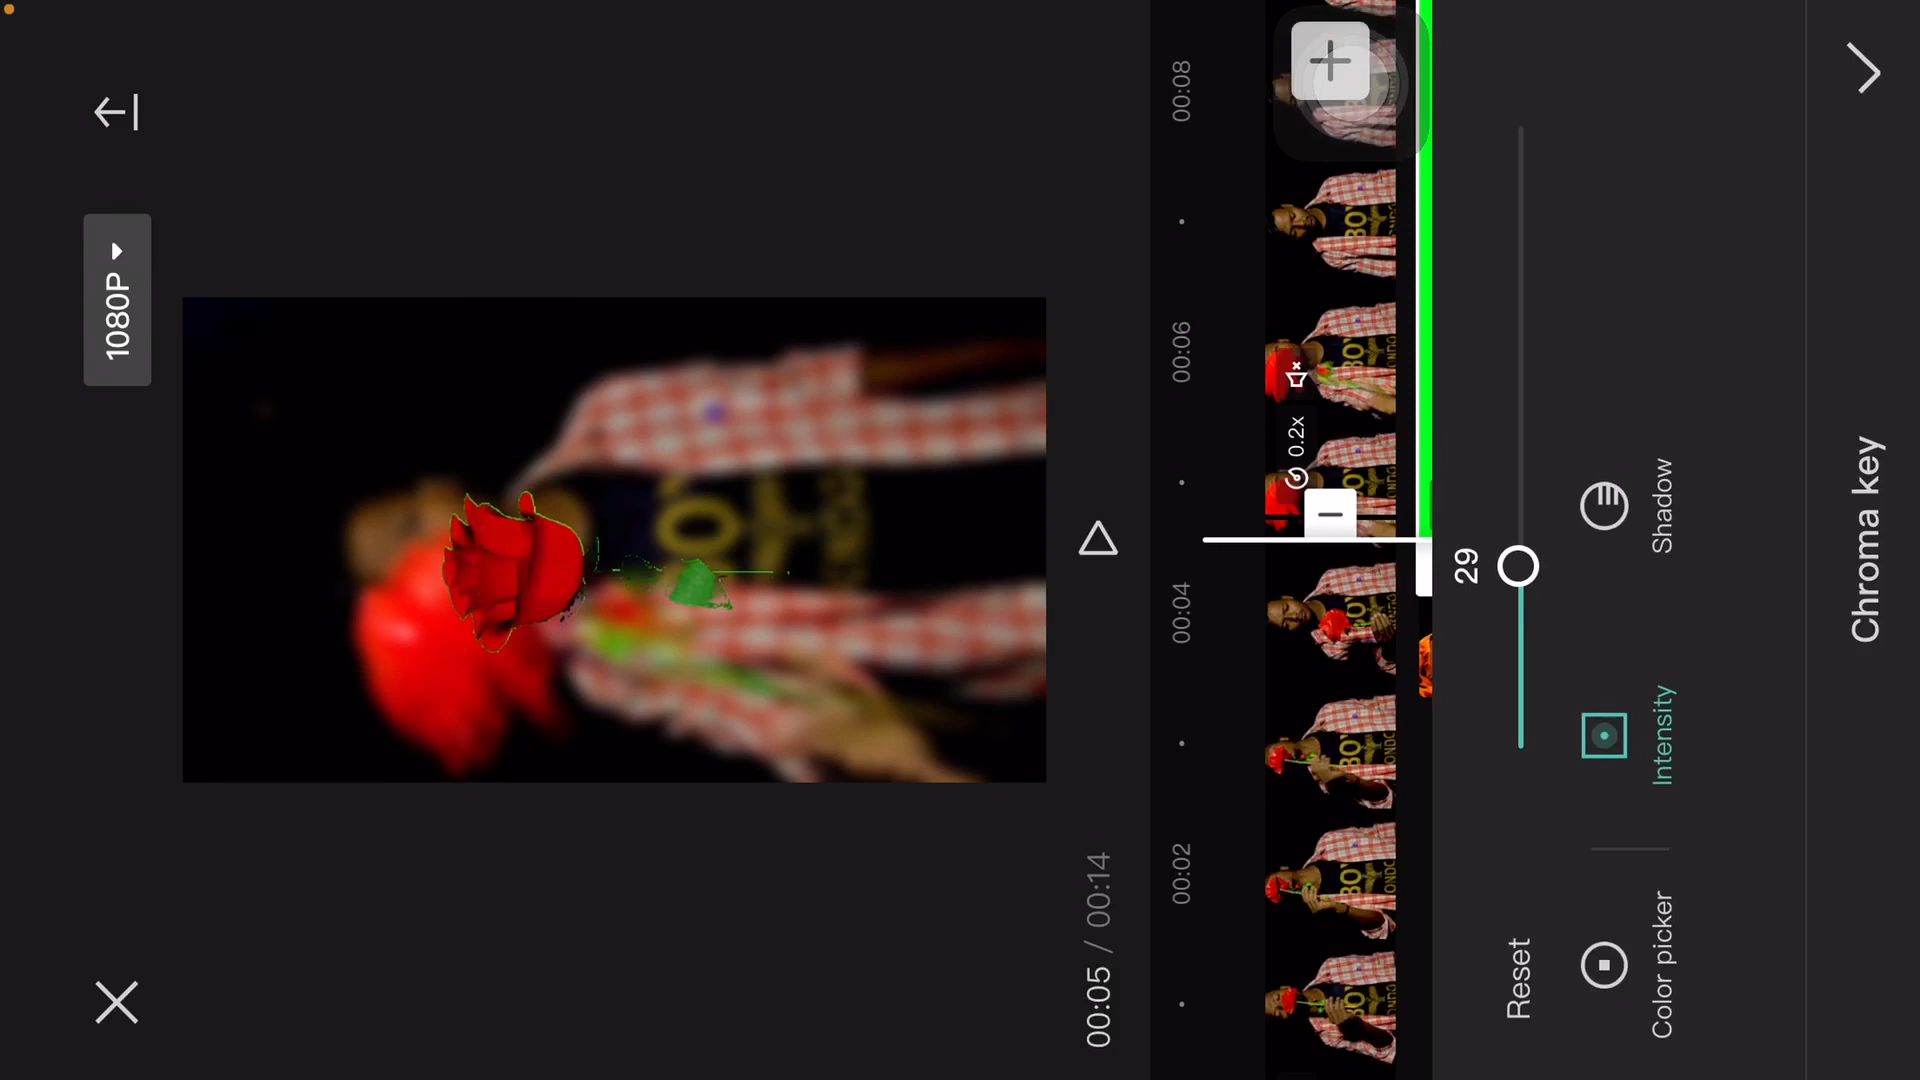 1080P
00:05 / 00:14
00:02
00:04
00:06
00:08
0.2x
29
Reset
Color picker
Intensity
Shadow
Chroma key